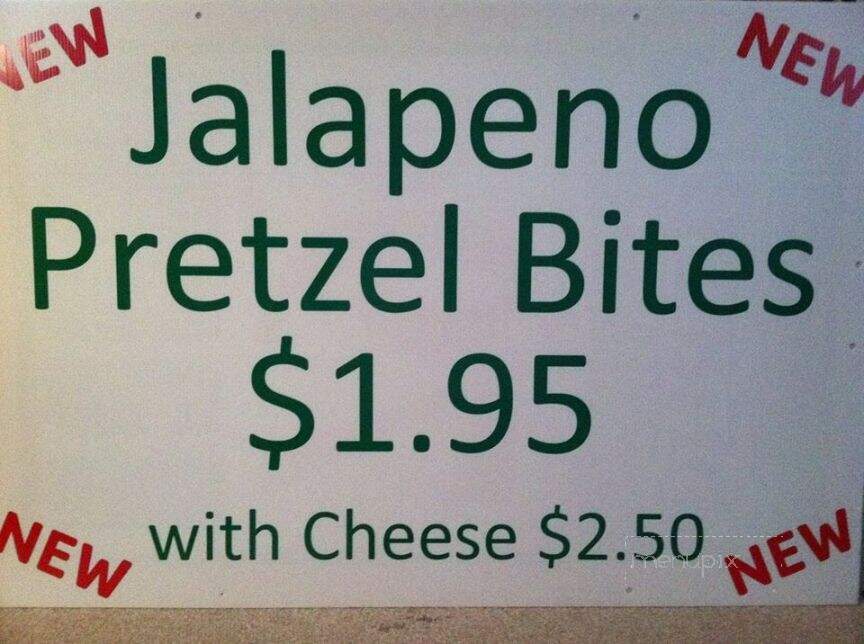 NEW NEW
Jalapeno
Pretzel Bites
$1.95
with Cheese $2.50
NEW NEW
menupix